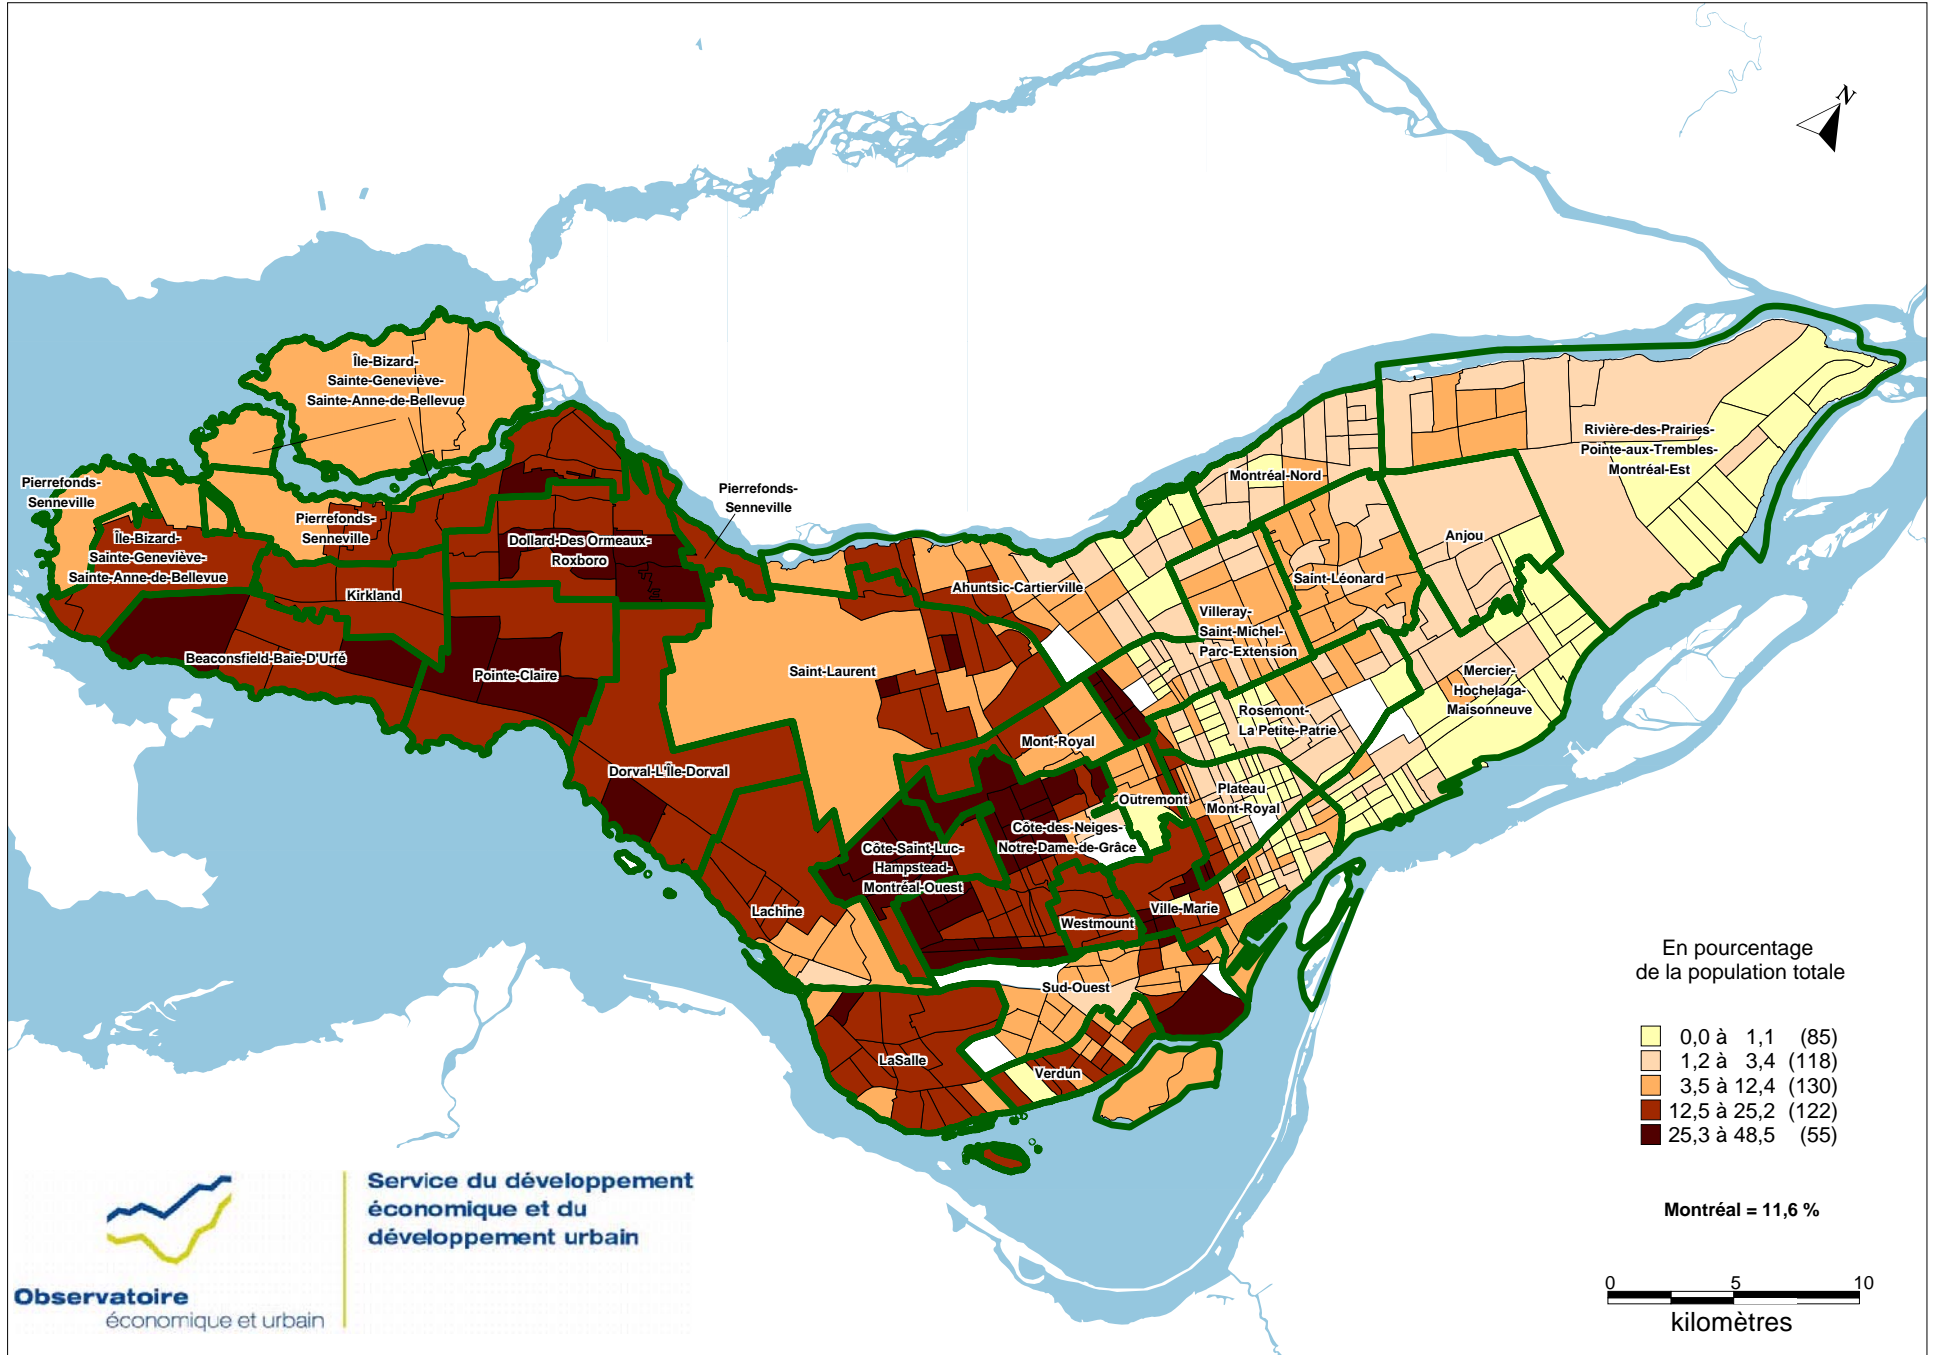 N
Île-Bizard-
Sainte-Geneviève-
Sainte-Anne-de-Bellevue
Pierrefonds-
Senneville
Pierrefonds-
Senneville
Pierrefonds-
Senneville
Île-Bizard-
Sainte-Geneviève-
Sainte-Anne-de-Bellevue
Dollard-Des Ormeaux-
Roxboro
Kirkland
Beaconsfield-Baie-D'Urfé
Pointe-Claire
Dorval-L'Île-Dorval
Saint-Laurent
Ahuntsic-Cartierville
Montréal-Nord
Rivière-des-Prairies-
Pointe-aux-Trembles-
Montréal-Est
Anjou
Saint-Léonard
Villeray-
Saint-Michel-
Parc-Extension
Mercier-
Hochelaga-
Maisonneuve
Rosemont-
La Petite-Patrie
Mont-Royal
Outremont
Plateau
Mont-Royal
Côte-des-Neiges-
Notre-Dame-de-Grâce
Côte-Saint-Luc-
Hampstead-
Montréal-Ouest
Lachine
Westmount
Ville-Marie
Sud-Ouest
LaSalle
Verdun
En pourcentage
de la population totale
0,0 à 1,1 (85)
1,2 à 3,4 (118)
3,5 à 12,4 (130)
12,5 à 25,2 (122)
25,3 à 48,5 (55)
Montréal = 11,6 %
0 5 10
kilomètres
Service du développement
économique et du
développement urbain
Observatoire
économique et urbain